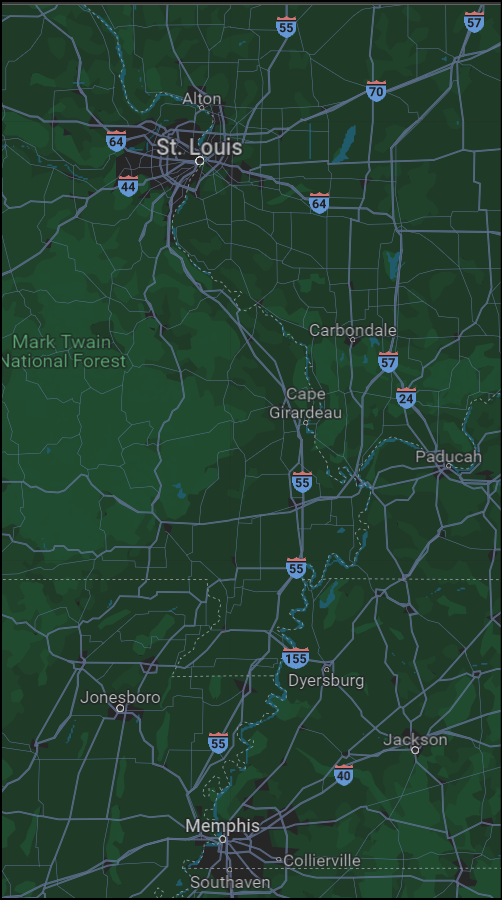 55
57
70
Alton
64
St. Louis
44
64
Carbondale
Mark Twain
National Forest
57
24
Cape
Girardeau
Paducah
55
55
155
Dyersburg
Jonesboro
55
Jackson
40
Memphis
Collierville
Southaven